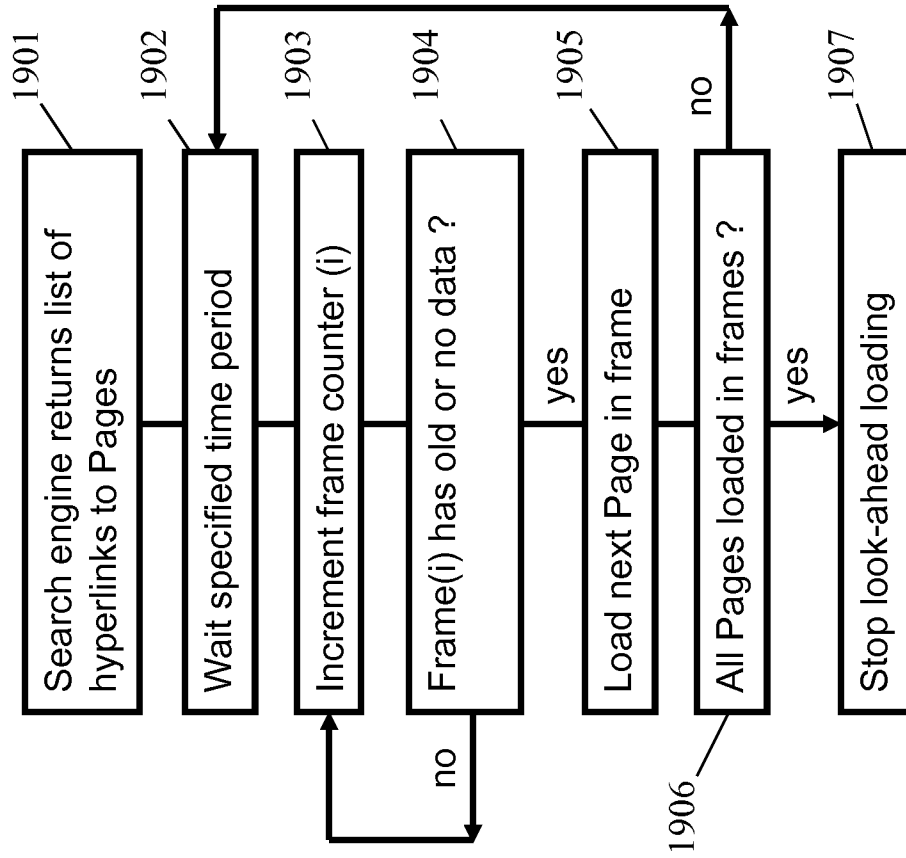 1901
Search engine returns list of
hyperlinks to Pages
1902
Wait specified time period
1903
Increment frame counter (i)
1904
Frame(i) has old or no data ?
no
yes
1905
Load next Page in frame
1906
All Pages loaded in frames ?
no
yes
1907
Stop look-ahead loading